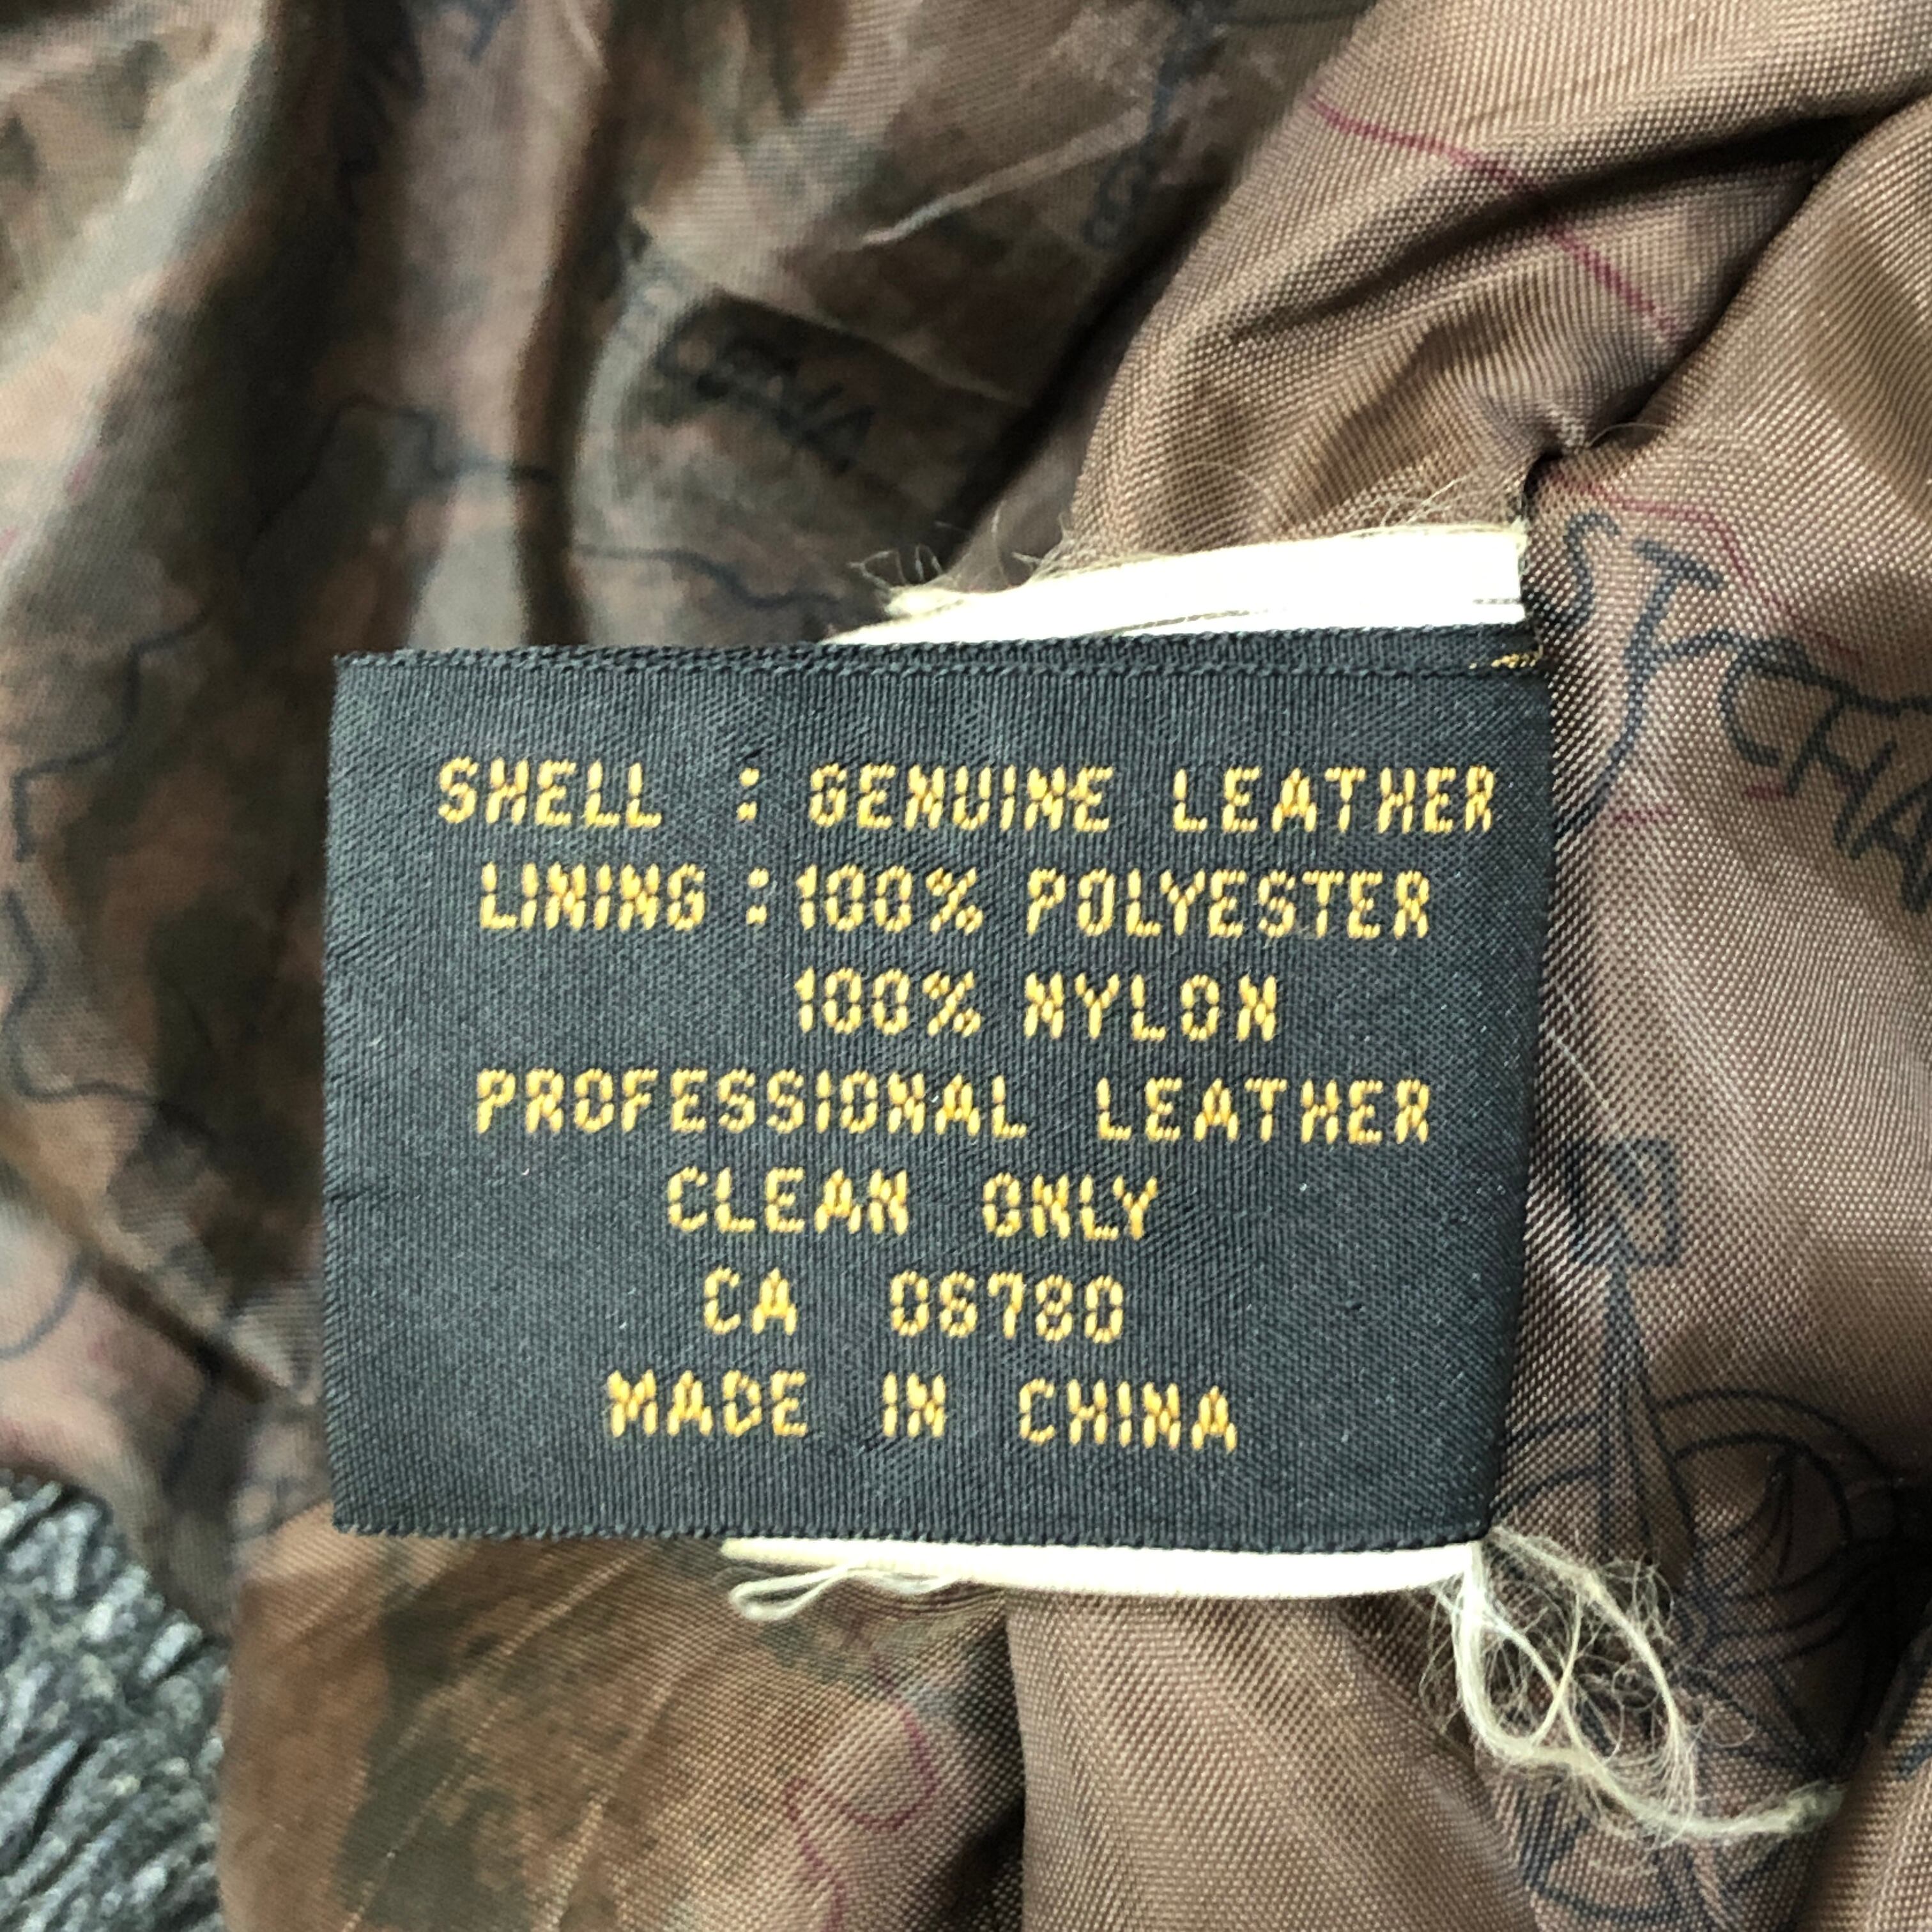 SHELL : GENUINE LEATHER
LINING : 100% POLYESTER
100% NYLON
PROFESSIONAL LEATHER
CLEAN ONLY
CA 06780
MADE IN CHINA